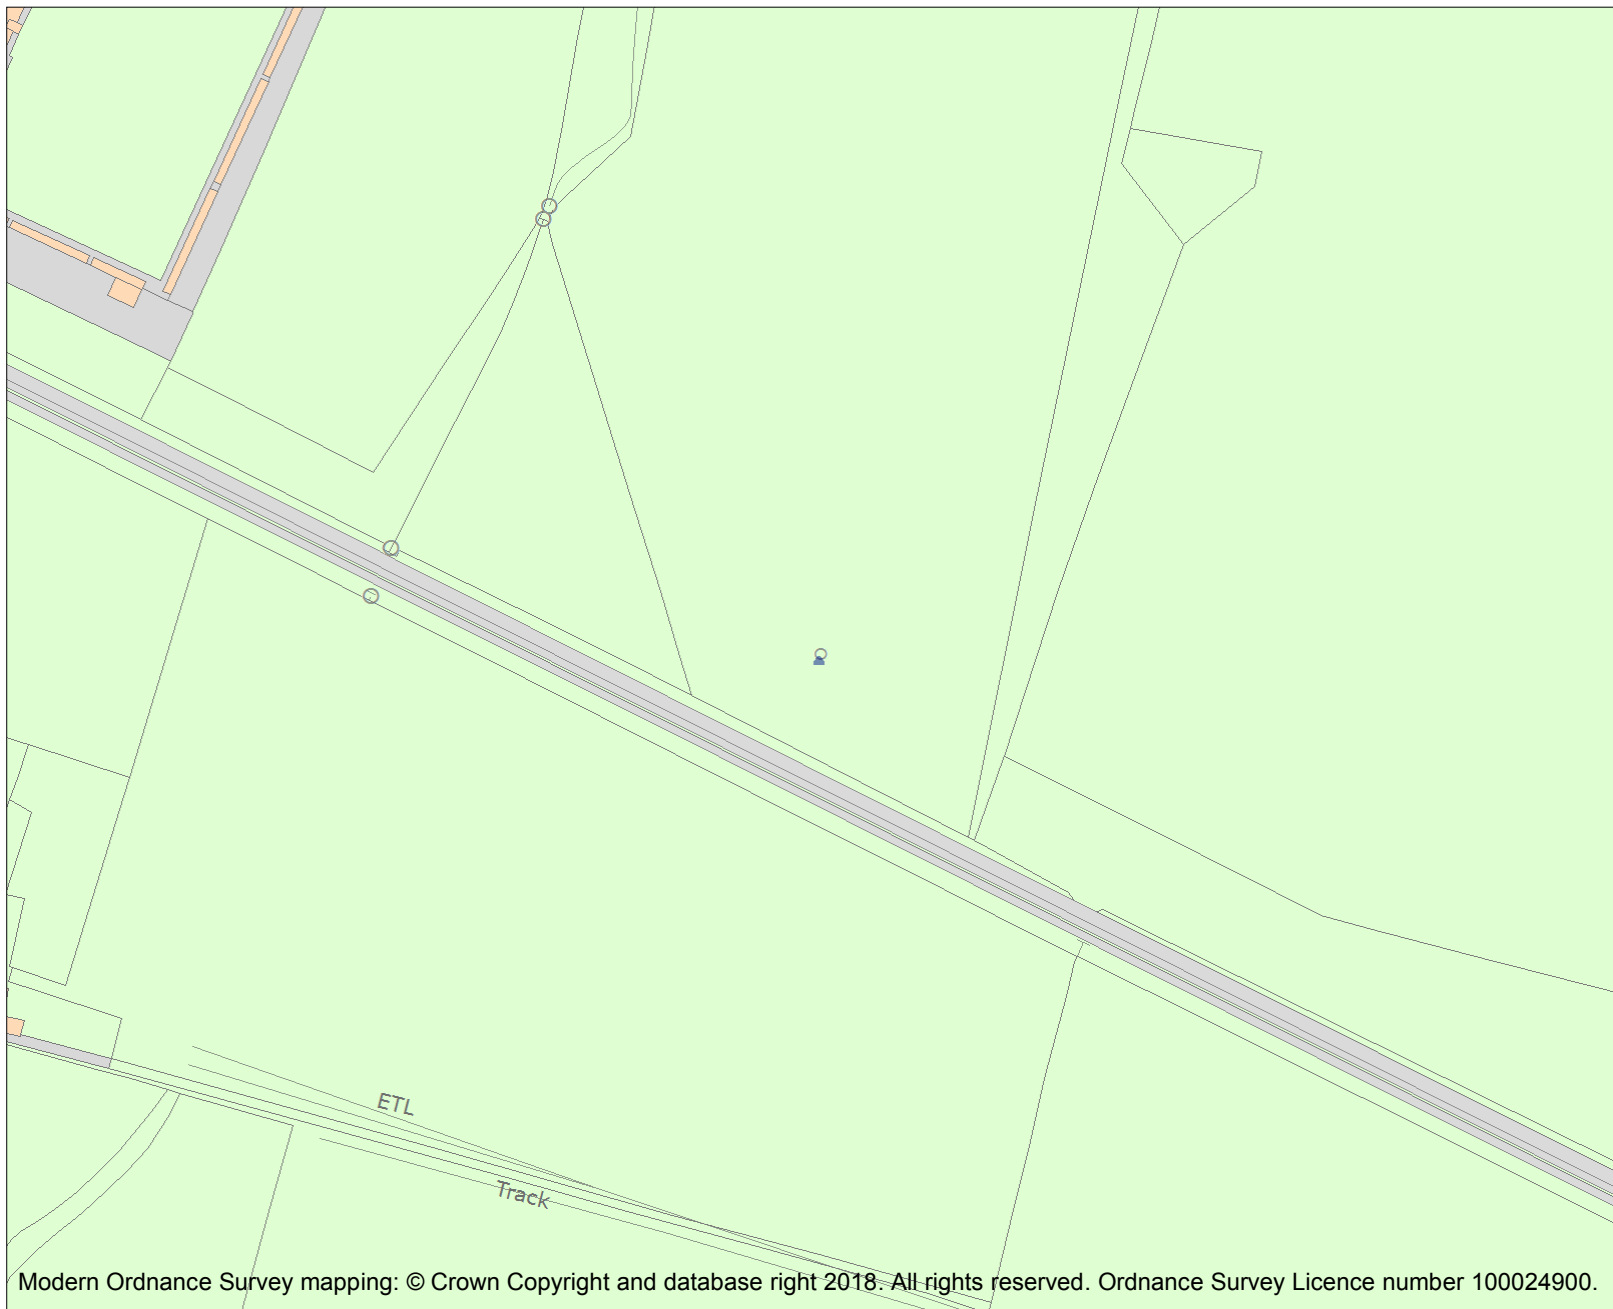 ETL
Track
Modern Ordnance Survey mapping: © Crown Copyright and database right 2018. All rights reserved. Ordnance Survey Licence number 100024900.